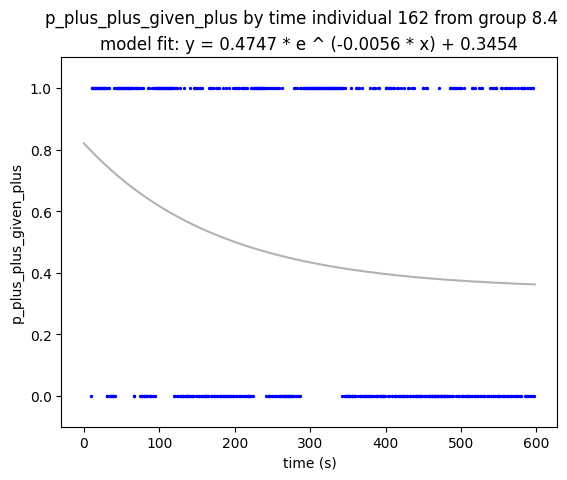 p_plus_plus_given_plus by time individual 162 from group 8.4
model fit: y = 0.4747 * e ^ (-0.0056 * x) + 0.3454
1.0
0.8
0.6
0.4
0.2
0.0
p_plus_plus_given_plus
0 100 200 300 400 500 600
time (s)